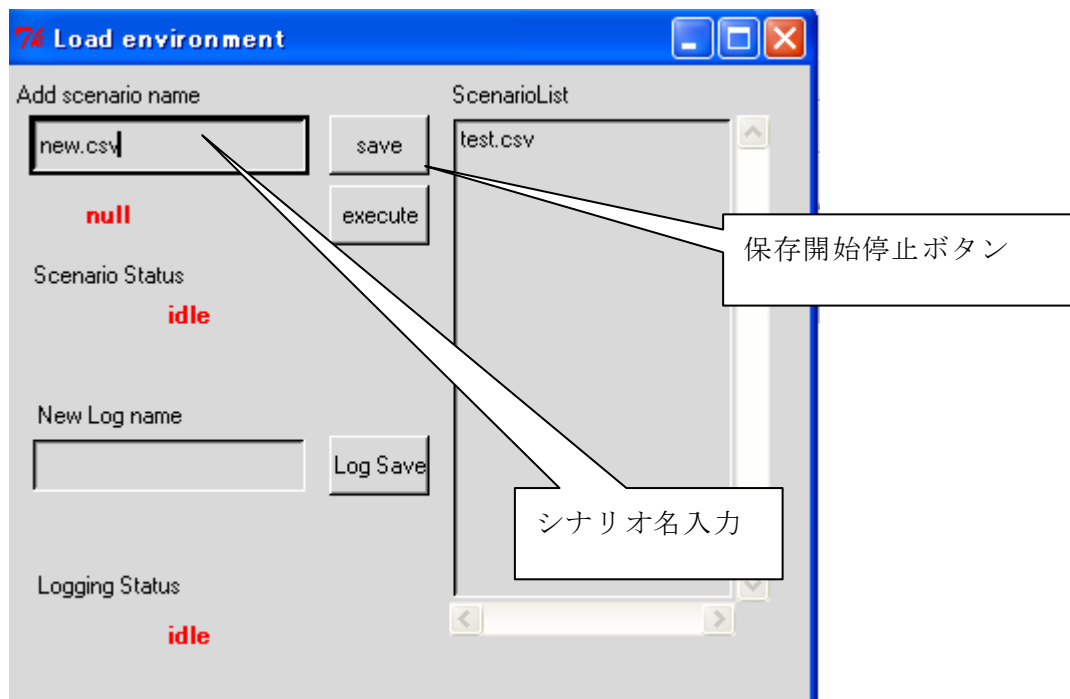 Load environment
Add scenario name
ScenarioList
new.csv
save
test.csv
null
execute
保存開始停止ボタン
Scenario Status
idle
New Log name
Log Save
シナリオ名入力
Logging Status
idle